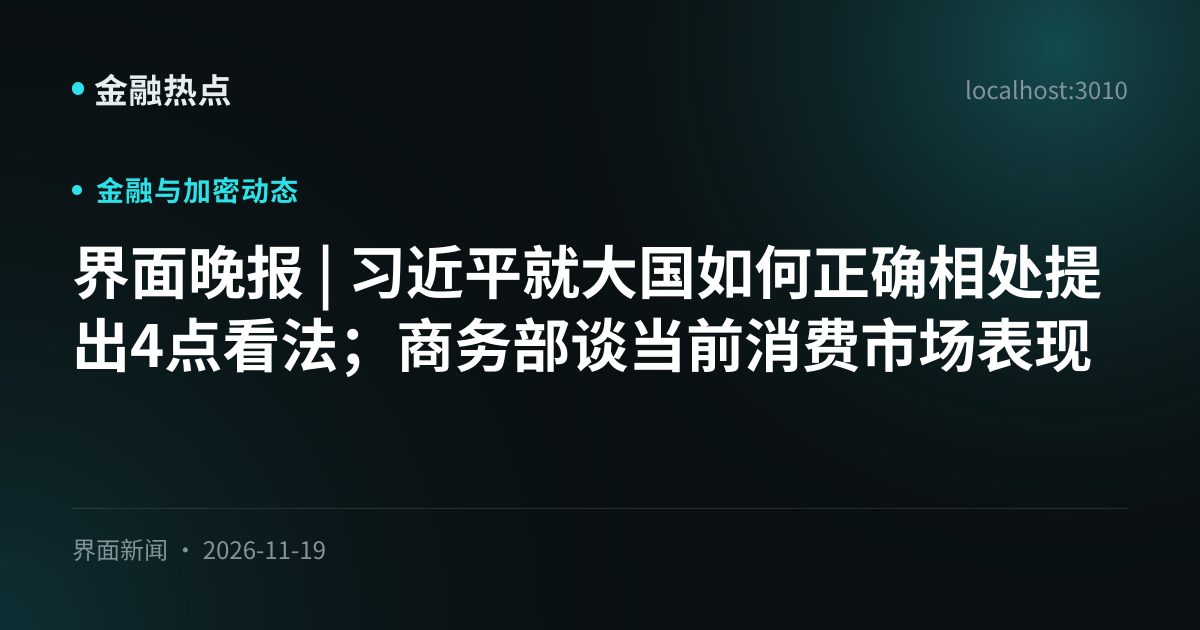 金融热点
localhost:3010
金融与加密动态
界面晚报 | 习近平就大国如何正确相处提
出4点看法；商务部谈当前消费市场表现
界面新闻 · 2026-11-19